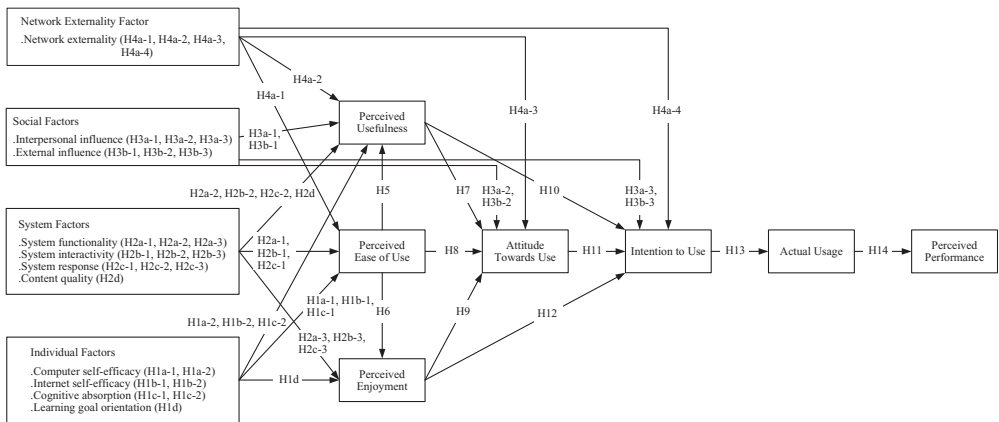 Network Externality Factor
.Network externality (H4a-1, H4a-2, H4a-3,
H4a-4)
Social Factors
.Interpersonal influence (H3a-1, H3a-2, H3a-3)
.External influence (H3b-1, H3b-2, H3b-3)
System Factors
.System functionality (H2a-1, H2a-2, H2a-3)
.System interactivity (H2b-1, H2b-2, H2b-3)
.System response (H2c-1, H2c-2, H2c-3)
.Content quality (H2d)
Individual Factors
.Computer self-efficacy (H1a-1, H1a-2)
.Internet self-efficacy (H1b-1, H1b-2)
.Cognitive absorption (H1c-1, H1c-2)
.Learning goal orientation (H1d)
H4a-2
H4a-1
H3a-1,
H3b-1
H2a-2, H2b-2, H2c-2, H2d
H2a-1,
H2b-1,
H2c-1
H1a-1, H1b-1,
H1c-1
H1a-2, H1b-2, H1c-2
H2a-3, H2b-3,
H2c-3
H1d
Perceived
Usefulness
H5
Perceived
Ease of Use
H6
Perceived
Enjoyment
H4a-3
H7
H3a-2,
H3b-2
H10
H8
H9
Attitude
Towards Use
H11
H12
H4a-4
H3a-3,
H3b-3
Intention to Use
H13
Actual Usage
H14
Perceived
Performance